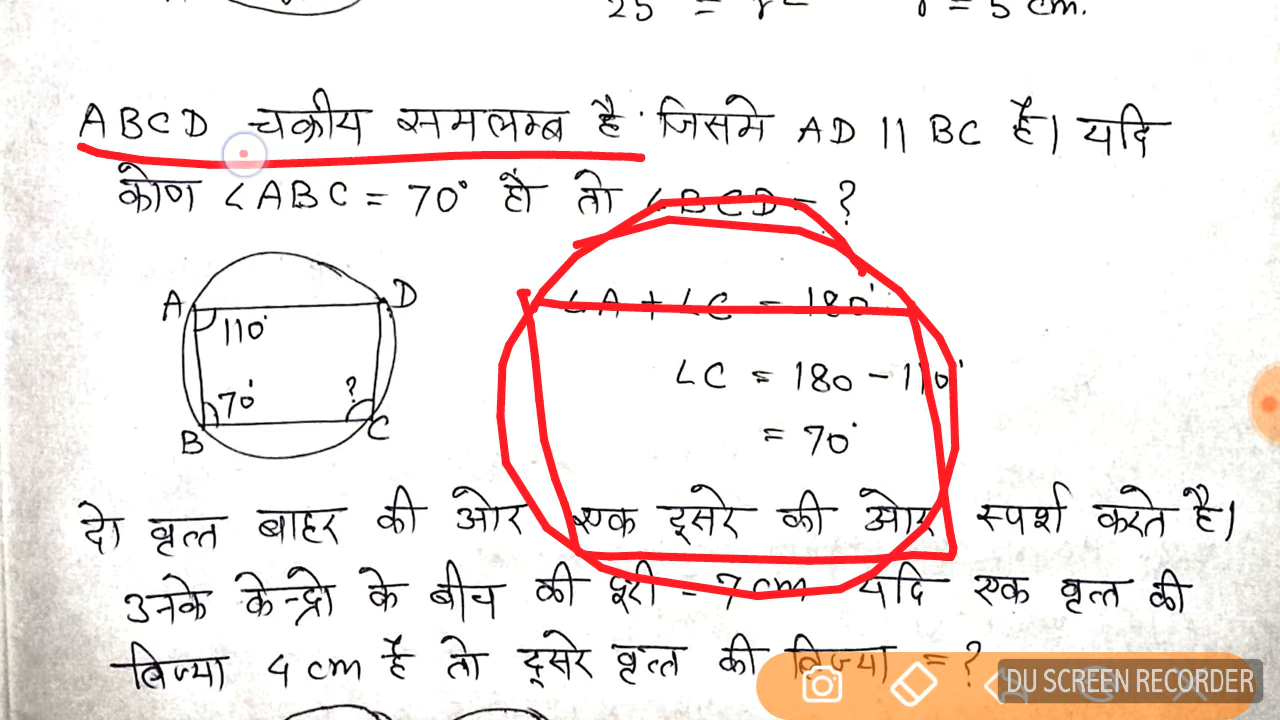 25 = r² r = 5 cm.
ABCD चक्रीय समलम्ब है जिसमे AD || BC है। यदि
कोण ∠ABC = 70° हो तो ∠BCD = ?
A D
110°
70° ?
B C
∠A + ∠C = 180°
∠C = 180 - 110°
= 70°
दो वृत्त बाहर की ओर एक दूसरे की ओर स्पर्श करते है।
उनके केन्द्रो के बीच की दूरी = 7 cm यदि एक वृत्त की
त्रिज्या 4 cm है तो दूसरे वृत्त की त्रिज्या = ?
DU SCREEN RECORDER